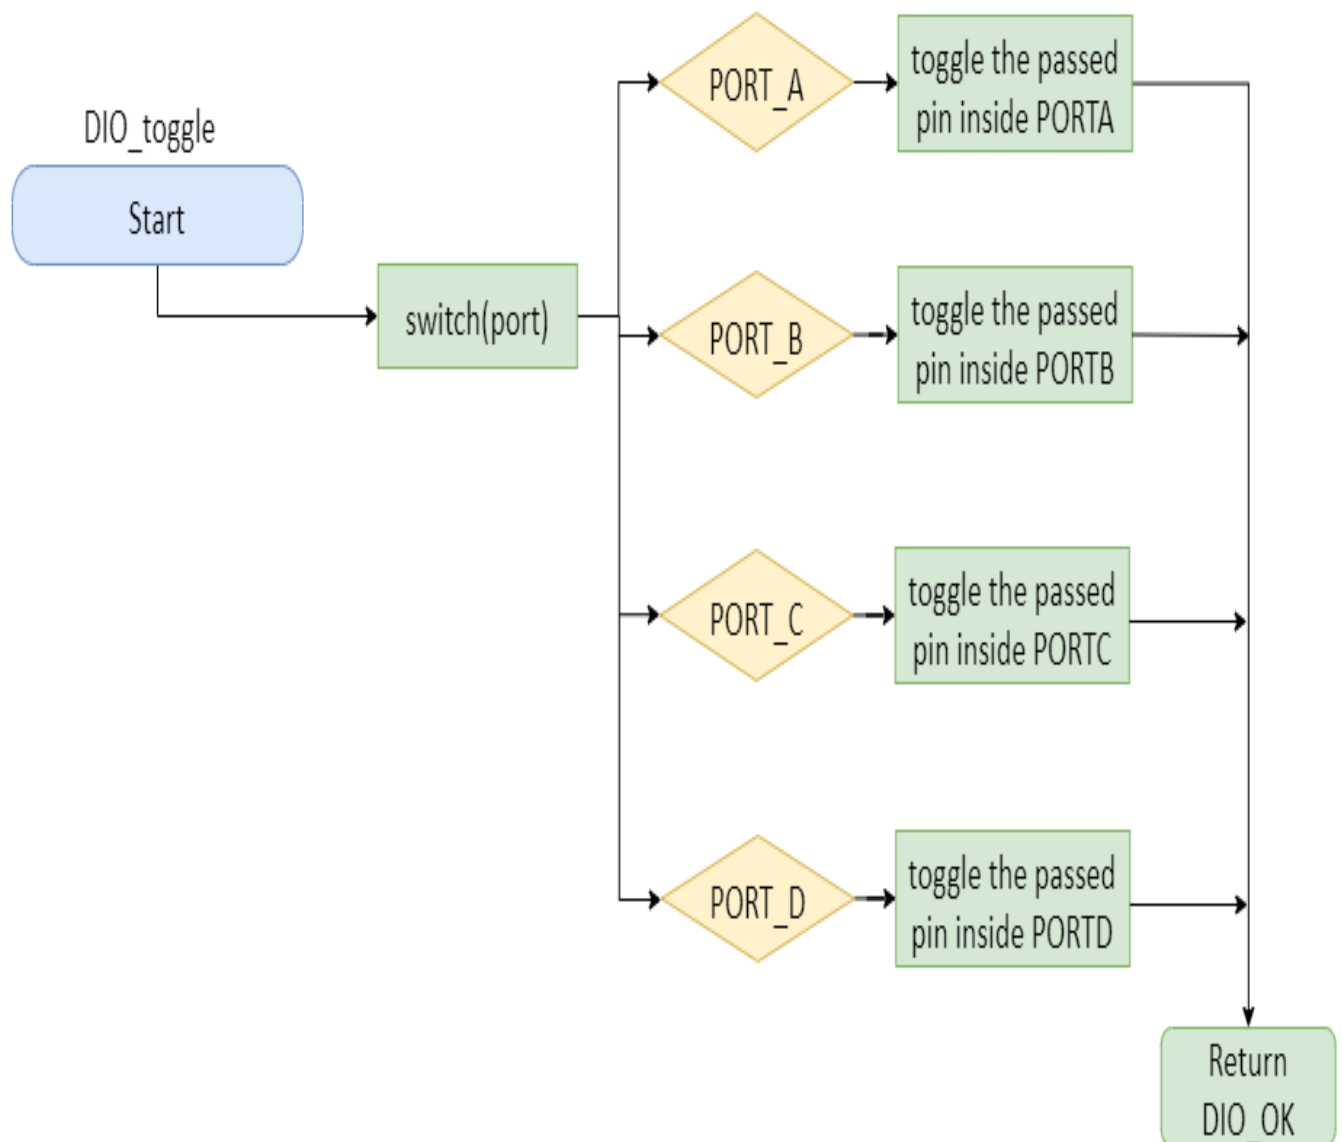 DIO_toggle
Start
switch(port)
PORT_A
toggle the passed
pin inside PORTA
PORT_B
toggle the passed
pin inside PORTB
PORT_C
toggle the passed
pin inside PORTC
PORT_D
toggle the passed
pin inside PORTD
Return
DIO_OK